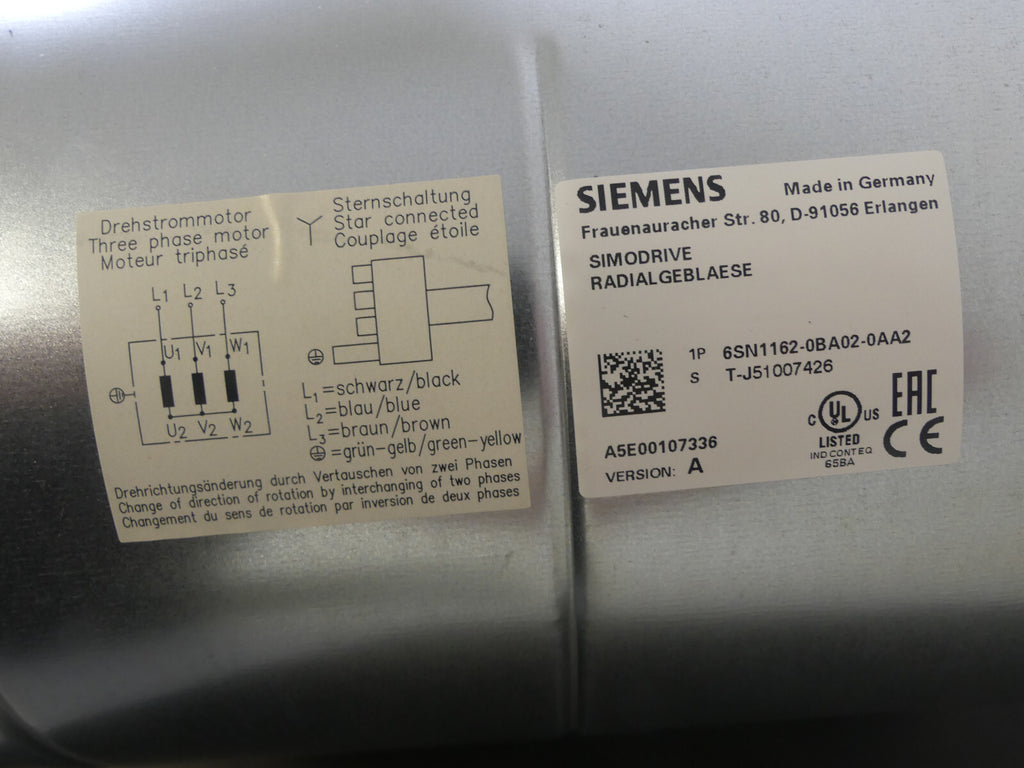 Drehstrommotor
Three phase motor
Moteur triphasé
Sternschaltung
Star connected
Couplage étoile
L1 L2 L3
U1 V1 W1
U2 V2 W2
L1=schwarz/black
L2=blau/blue
L3=braun/brown
=grün-gelb/green-yellow
Drehrichtungsänderung durch Vertauschen von zwei Phasen
Change of direction of rotation by interchanging of two phases
Changement du sens de rotation par inversion de deux phases
SIEMENS
Made in Germany
Frauenauracher Str. 80, D-91056 Erlangen
SIMODRIVE
RADIALGEBLAESE
1P 6SN1162-0BA02-0AA2
S T-J51007426
C UL US
LISTED
IND CONT EQ
65BA
EAC
CE
A5E00107336
VERSION: A